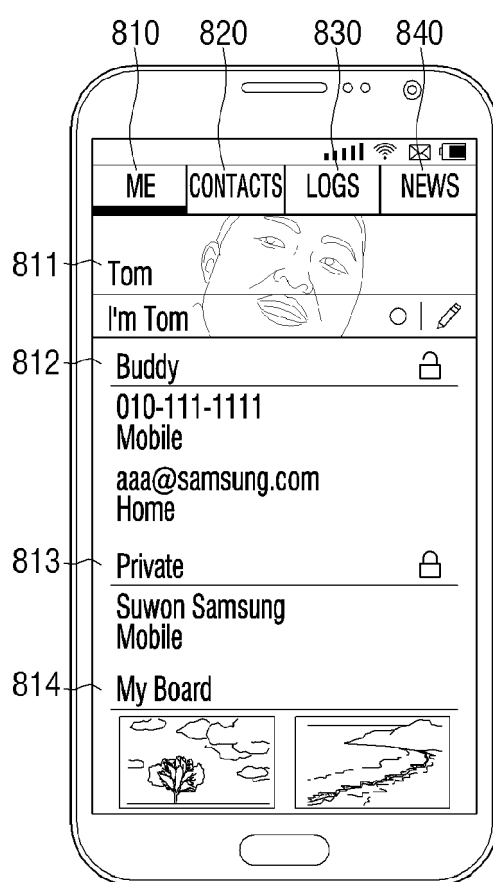 810 820 830 840
ME CONTACTS LOGS NEWS
811 Tom
I'm Tom
812 Buddy
010-111-1111
Mobile
aaa@samsung.com
Home
813 Private
Suwon Samsung
Mobile
814 My Board